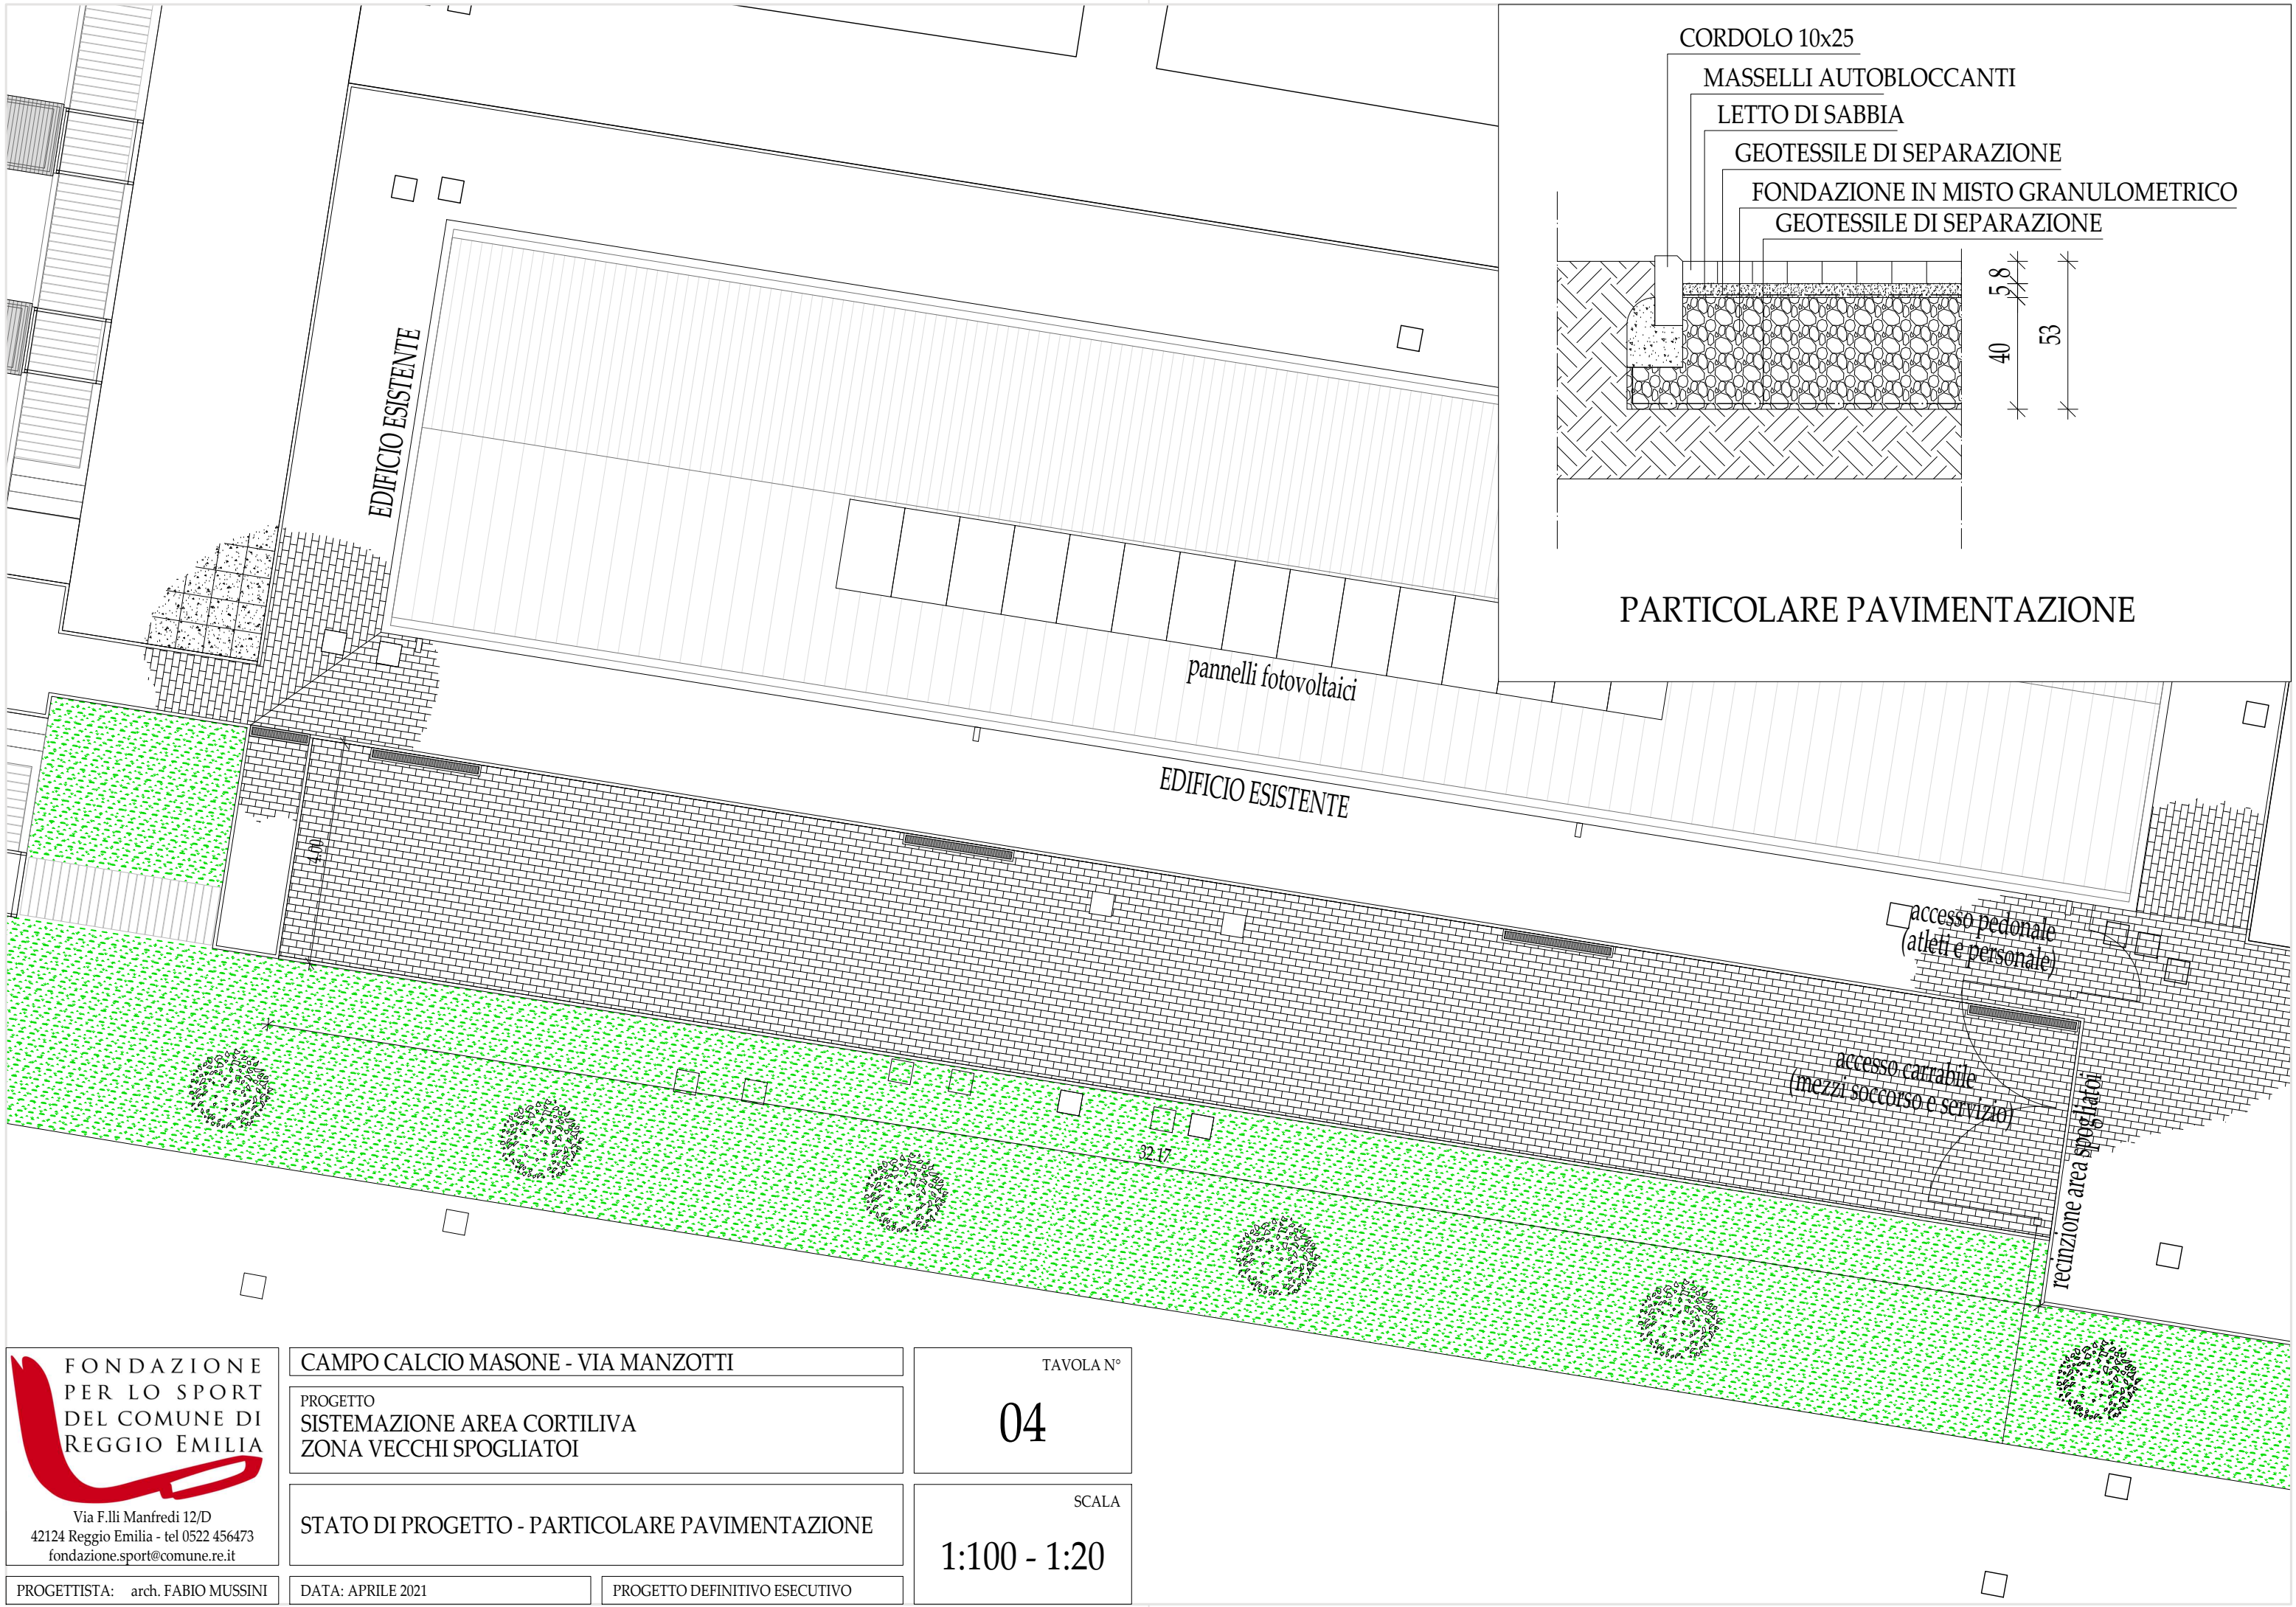 CORDOLO 10x25
MASSELLI AUTOBLOCCANTI
LETTO DI SABBIA
GEOTESSILE DI SEPARAZIONE
FONDAZIONE IN MISTO GRANULOMETRICO
GEOTESSILE DI SEPARAZIONE
8
5
40
53
PARTICOLARE PAVIMENTAZIONE
EDIFICIO ESISTENTE
pannelli fotovoltaici
EDIFICIO ESISTENTE
4.00
accesso pedonale
(atleti e personale)
accesso carrabile
(mezzi soccorso e servizio)
recinzione area spogliatoi
32.17
FONDAZIONE
PER LO SPORT
DEL COMUNE DI
REGGIO EMILIA
Via F.lli Manfredi 12/D
42124 Reggio Emilia - tel 0522 456473
fondazione.sport@comune.re.it
PROGETTISTA: arch. FABIO MUSSINI
CAMPO CALCIO MASONE - VIA MANZOTTI
PROGETTO
SISTEMAZIONE AREA CORTILIVA
ZONA VECCHI SPOGLIATOI
STATO DI PROGETTO - PARTICOLARE PAVIMENTAZIONE
DATA: APRILE 2021
PROGETTO DEFINITIVO ESECUTIVO
TAVOLA N°
04
SCALA
1:100 - 1:20